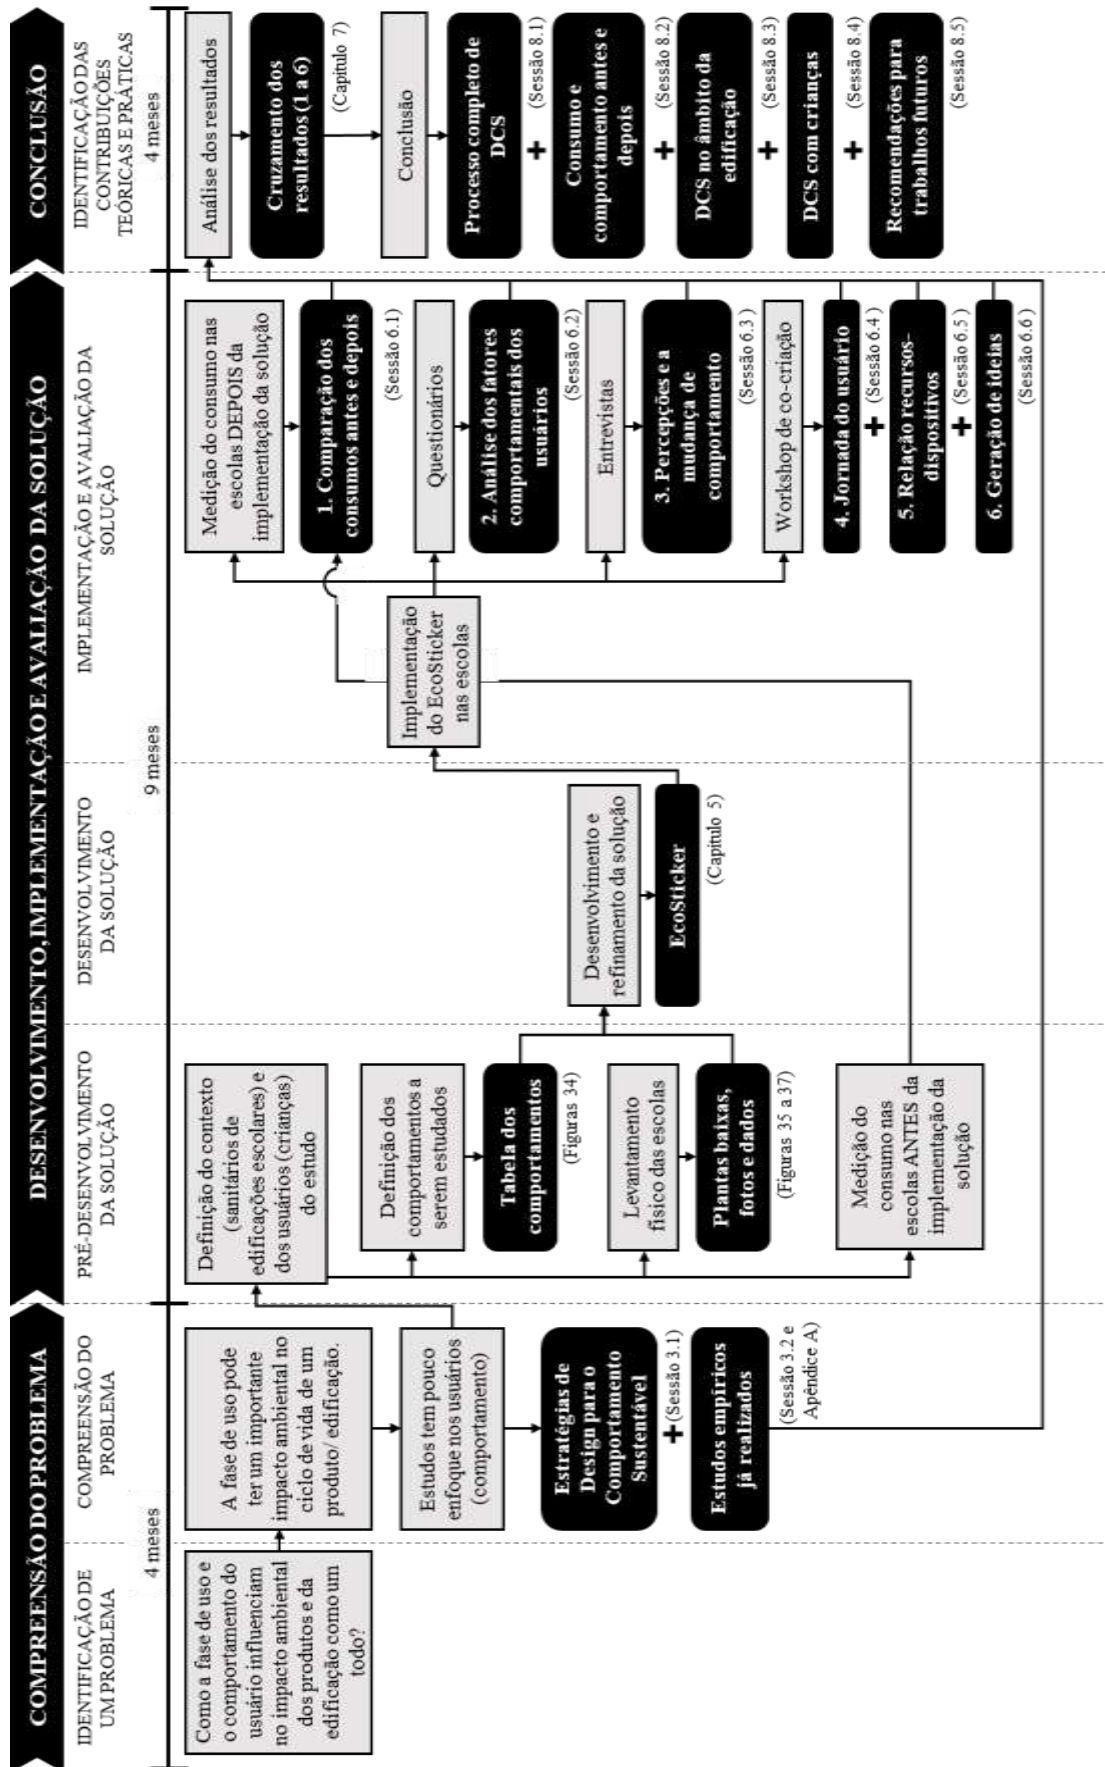 COMPREENSÃO DO PROBLEMA
DESENVOLVIMENTO, IMPLEMENTAÇÃO E AVALIAÇÃO DA SOLUÇÃO
CONCLUSÃO
IDENTIFICAÇÃO DE
UM PROBLEMA
COMPREENSÃO DO
PROBLEMA
PRÉ-DESENVOLVIMENTO
DA SOLUÇÃO
DESENVOLVIMENTO
DA SOLUÇÃO
IMPLEMENTAÇÃO E AVALIAÇÃO DA
SOLUÇÃO
IDENTIFICAÇÃO DAS
CONTRIBUIÇÕES
TEÓRICAS E PRÁTICAS
4 meses
9 meses
4 meses
Como a fase de uso e
o comportamento do
usuário influenciam
no impacto ambiental
dos produtos e da
edificação como um
todo?
A fase de uso pode
ter um importante
impacto ambiental no
ciclo de vida de um
produto/ edificação.
Estudos tem pouco
enfoque nos usuários
(comportamento)
Estratégias de
Design para o
Comportamento
Sustentável
+
(Sessão 3.1)
Estudos empíricos
já realizados
(Sessão 3.2 e
Apêndice A)
Definição do contexto
(sanitários de
edificações escolares) e
dos usuários (crianças)
do estudo
Definição dos
comportamentos a
serem estudados
Tabela dos
comportamentos
(Figuras 34)
Levantamento
físico das escolas
Plantas baixas,
fotos e dados
(Figuras 35 a 37)
Medição do
consumo nas
escolas ANTES da
implementação da
solução
Desenvolvimento e
refinamento da solução
EcoSticker
(Capítulo 5)
Implementação
do EcoSticker
nas escolas
Medição do consumo nas
escolas DEPOIS da
implementação da solução
1. Comparação dos
consumos antes e depois
(Sessão 6.1)
Questionários
2. Análise dos fatores
comportamentais dos
usuários
(Sessão 6.2)
Entrevistas
3. Percepções e a
mudança de
comportamento
(Sessão 6.3)
Workshop de co-criação
4. Jornada do usuário
+
(Sessão 6.4)
5. Relação recursos-
dispositivos
+
(Sessão 6.5)
6. Geração de ideias
(Sessão 6.6)
Análise dos resultados
Cruzamento dos
resultados (1 a 6)
(Capítulo 7)
Conclusão
Processo completo de
DCS
+
(Sessão 8.1)
Consumo e
comportamento antes e
depois
+
(Sessão 8.2)
DCS no âmbito da
edificação
+
(Sessão 8.3)
DCS com crianças
+
(Sessão 8.4)
Recomendações para
trabalhos futuros
(Sessão 8.5)